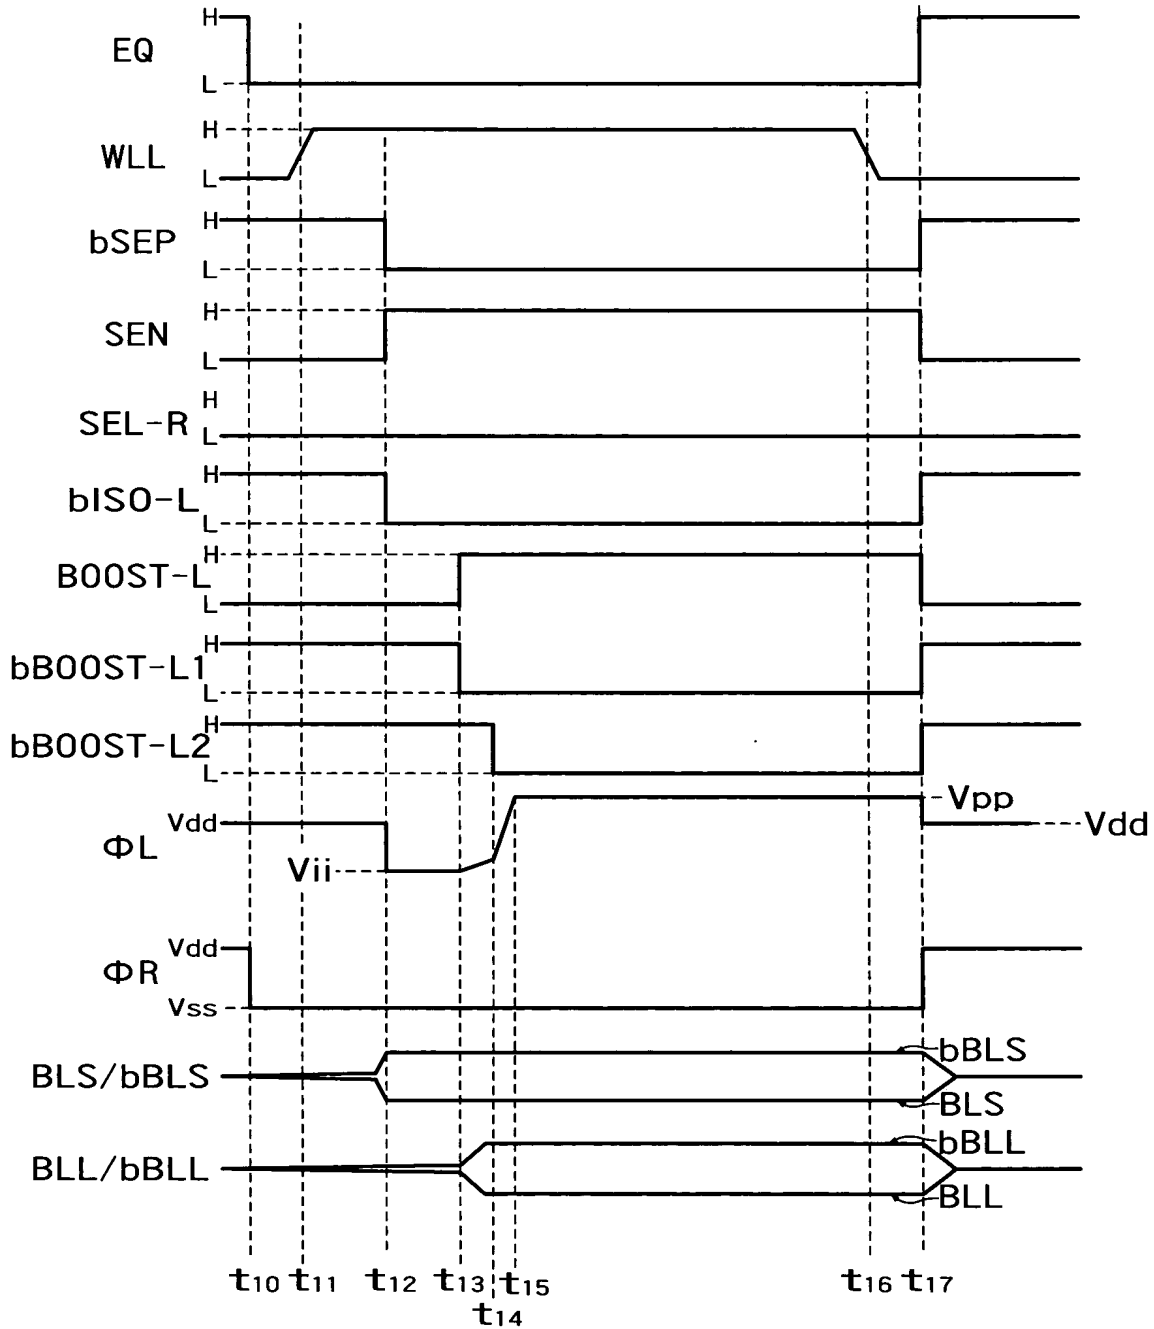 H
EQ
L
H
WLL
L
H
bSEP
L
H
SEN
L
H
SEL-R
L
H
bISO-L
L
H
BOOST-L
L
H
bBOOST-L1
L
H
bBOOST-L2
L
Vpp
Vdd
Vdd
ΦL
Vii
Vdd
ΦR
Vss
bBLS
BLS/bBLS
BLS
bBLL
BLL/bBLL
BLL
t10 t11 t12 t13 t15 t16 t17
t14